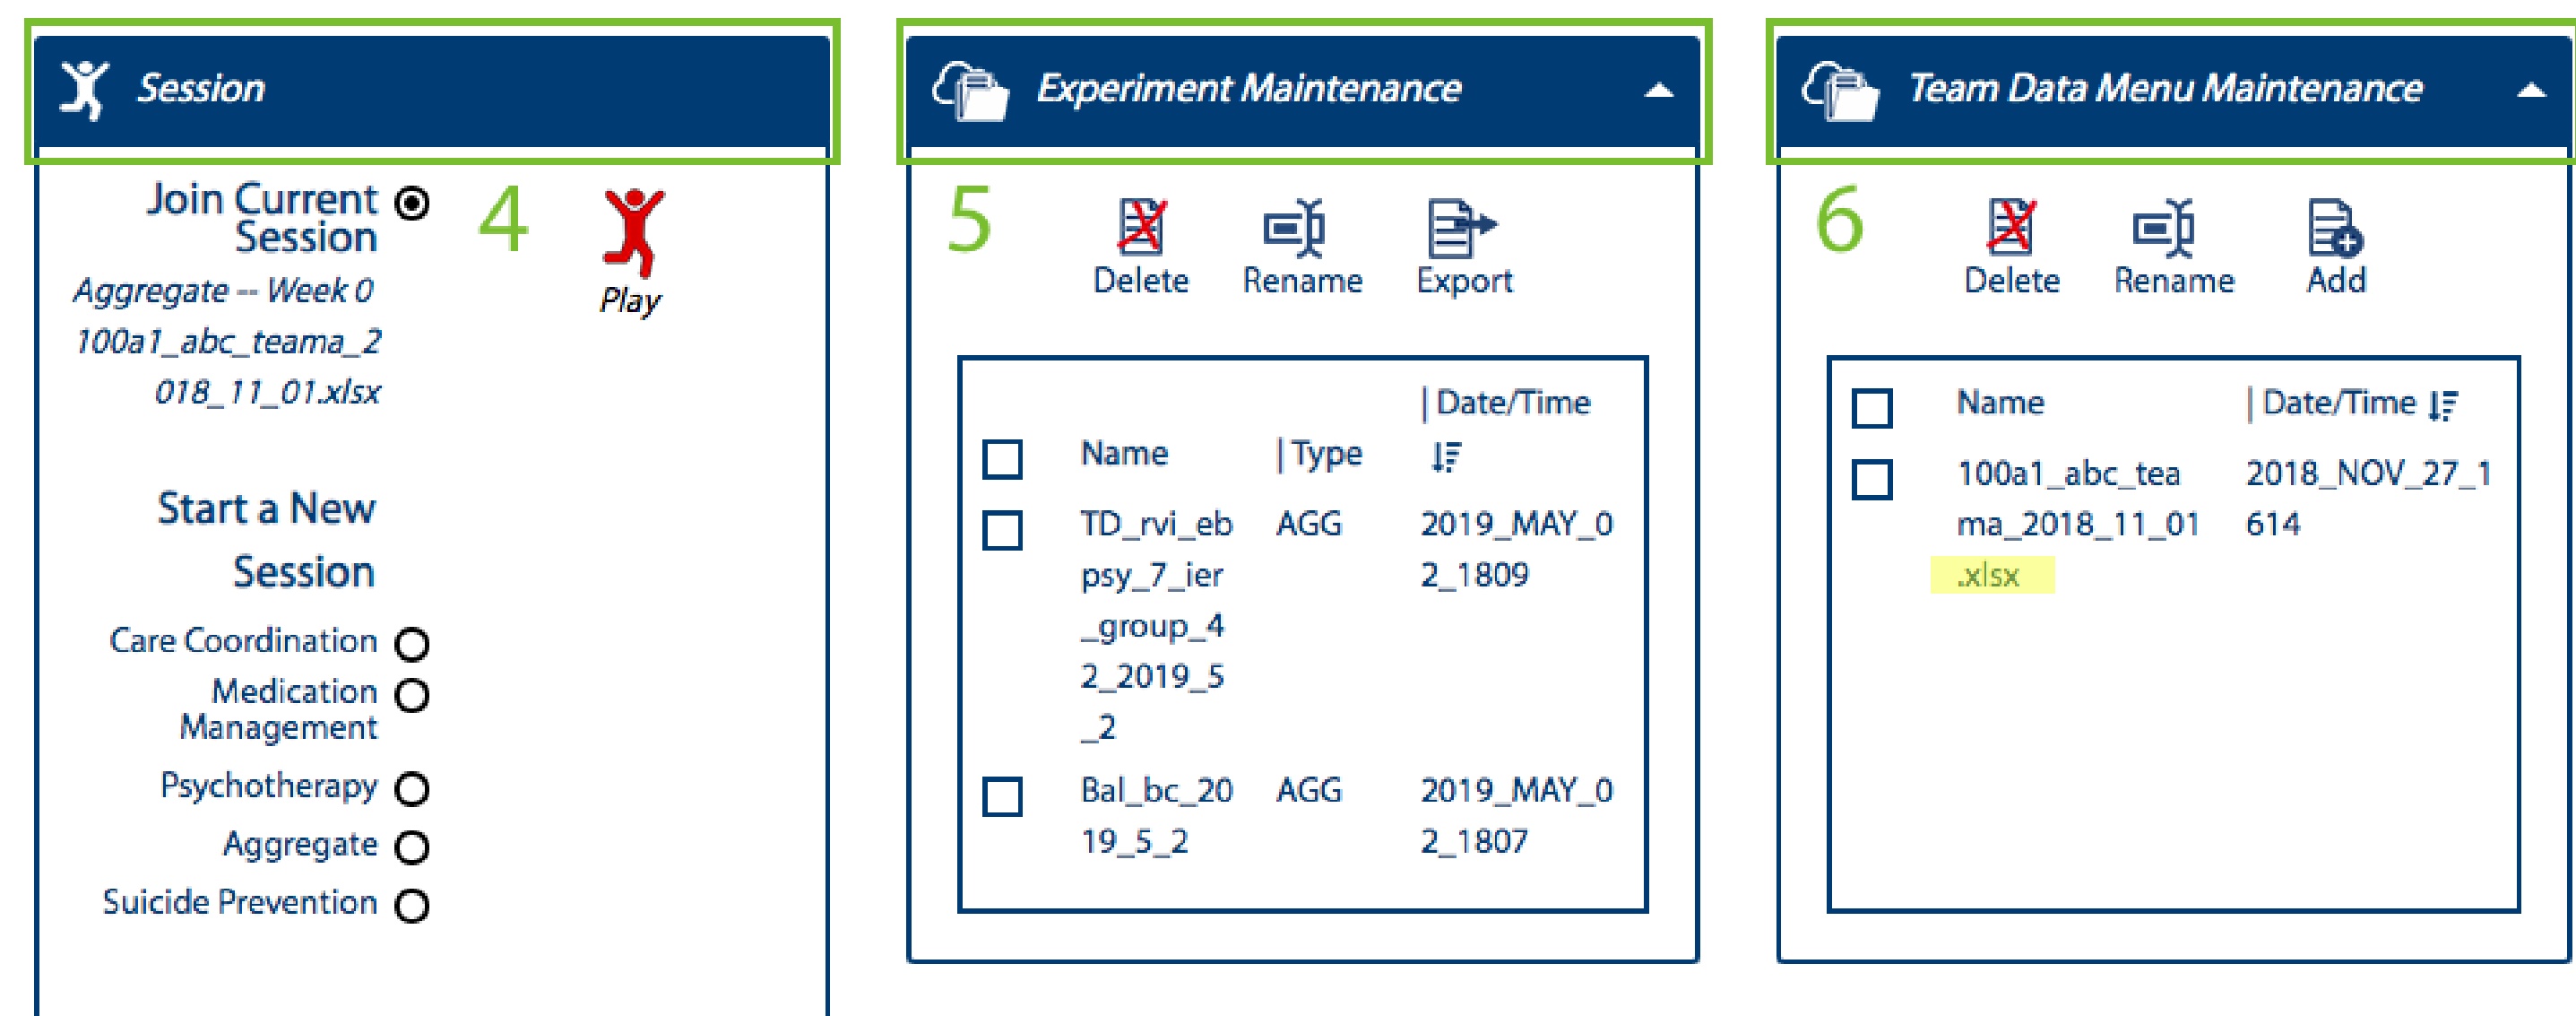 Session
Join Current
Session
4
Play
Aggregate -- Week 0
100a1_abc_teama_2
018_11_01.xlsx
Start a New
Session
Care Coordination
Medication
Management
Psychotherapy
Aggregate
Suicide Prevention
Experiment Maintenance
5
Delete Rename Export
| Date/Time
Name | Type
TD_rvi_eb AGG 2019_MAY_0
psy_7_ier 2_1809
_group_4
2_2019_5
_2
Bal_bc_20 AGG 2019_MAY_0
19_5_2 2_1807
Team Data Menu Maintenance
6
Delete Rename Add
Name | Date/Time
100a1_abc_tea 2018_NOV_27_1
ma_2018_11_01 614
.xlsx